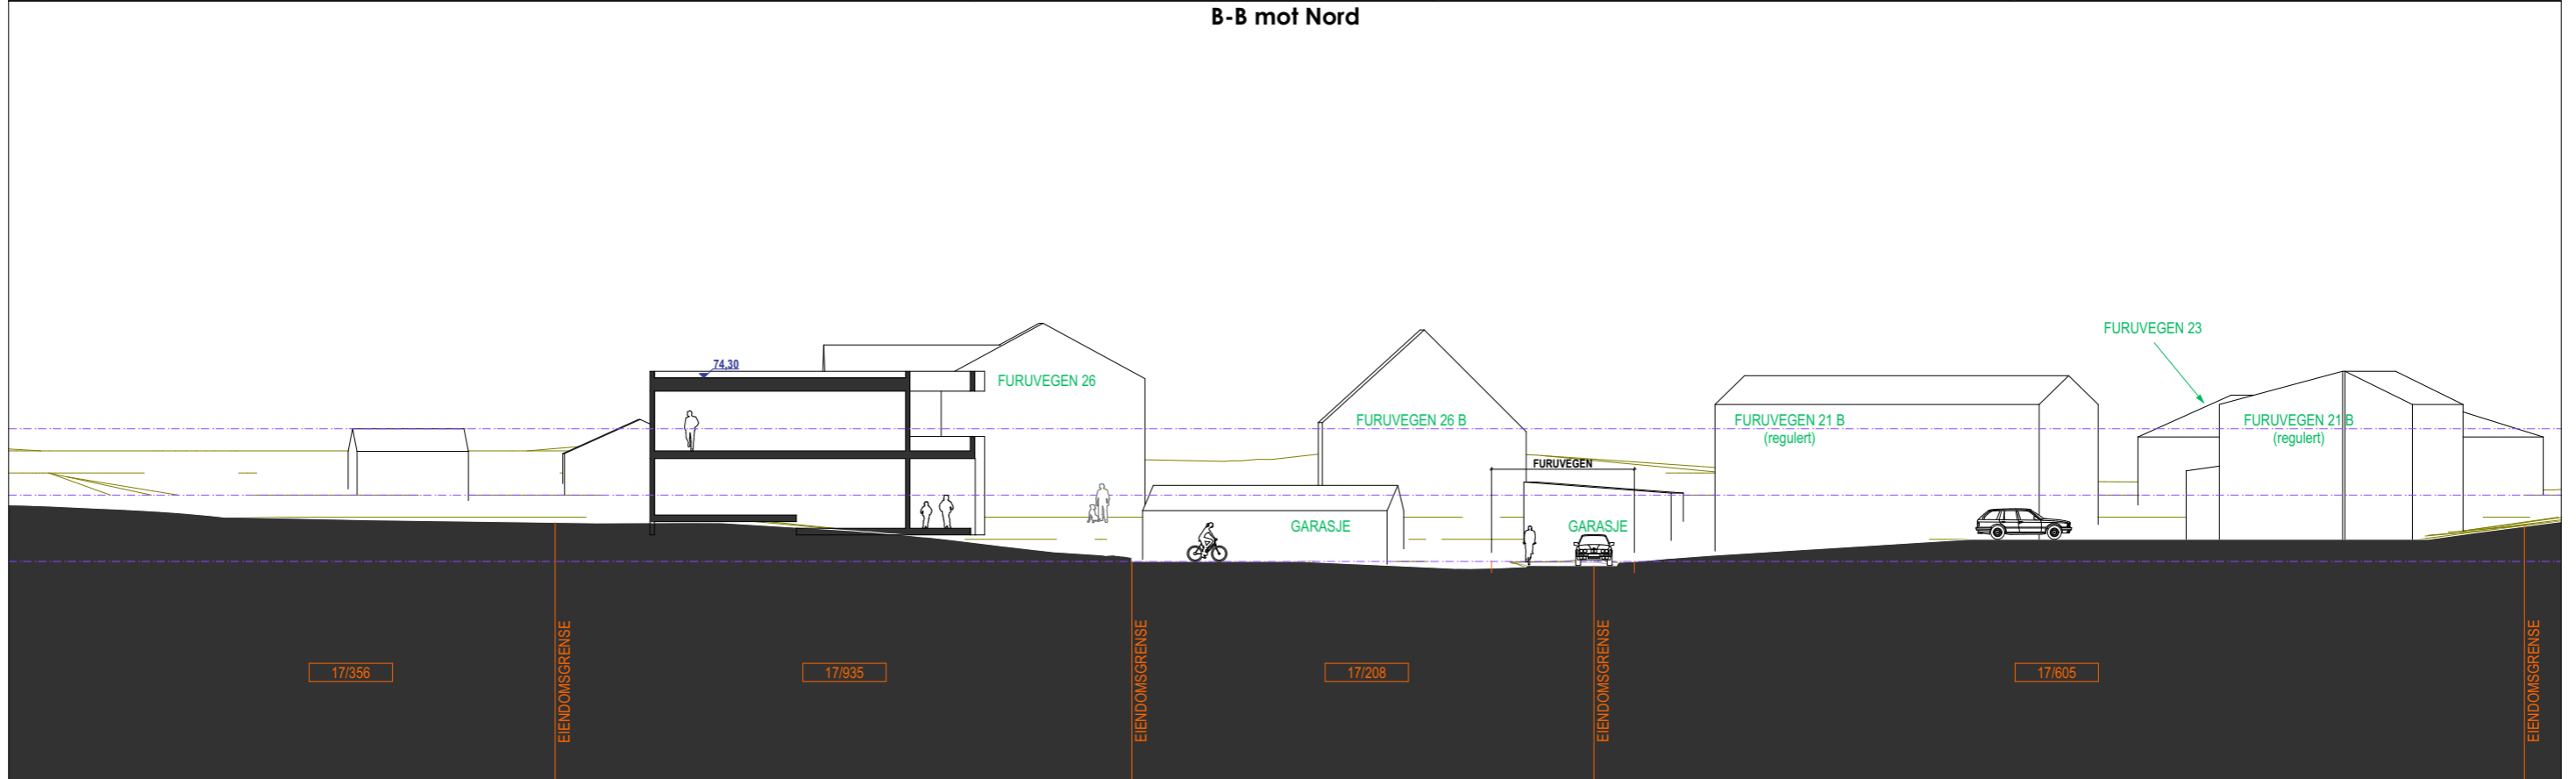 B-B mot Nord
FURUVEGEN 23
74,30
FURUVEGEN 26
FURUVEGEN 26 B
FURUVEGEN 21 B
(regulert)
FURUVEGEN 21 B
(regulert)
FURUVEGEN
GARASJE
GARASJE
17/356
EIENDOMSGRENSE
17/935
EIENDOMSGRENSE
17/208
EIENDOMSGRENSE
17/605
EIENDOMSGRENSE